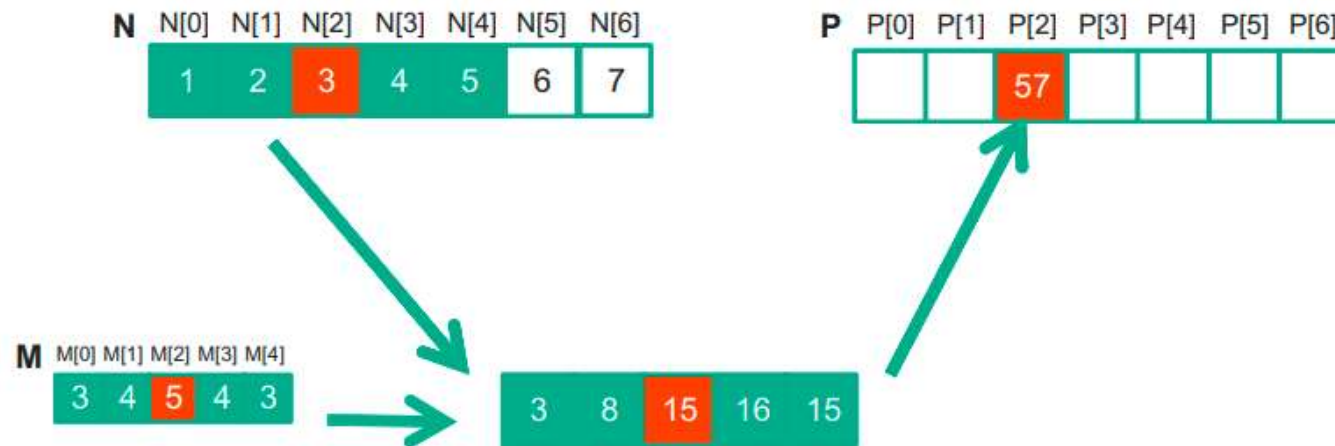 N N[0] N[1] N[2] N[3] N[4] N[5] N[6]
1 2 3 4 5 6 7
P P[0] P[1] P[2] P[3] P[4] P[5] P[6]
57
M M[0] M[1] M[2] M[3] M[4]
3 4 5 4 3
3 8 15 16 15